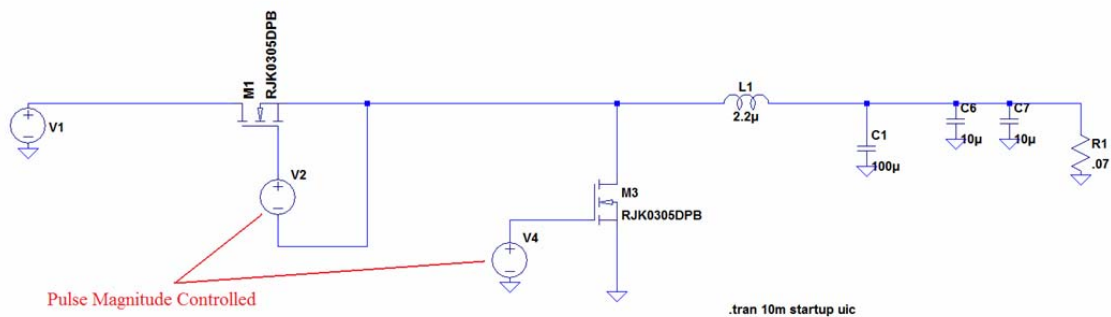 V1
M1
RJK0305DPB
V2
V4
M3
RJK0305DPB
L1
2.2µ
C1
100µ
C6
10µ
C7
10µ
R1
.07
Pulse Magnitude Controlled
.tran 10m startup uic